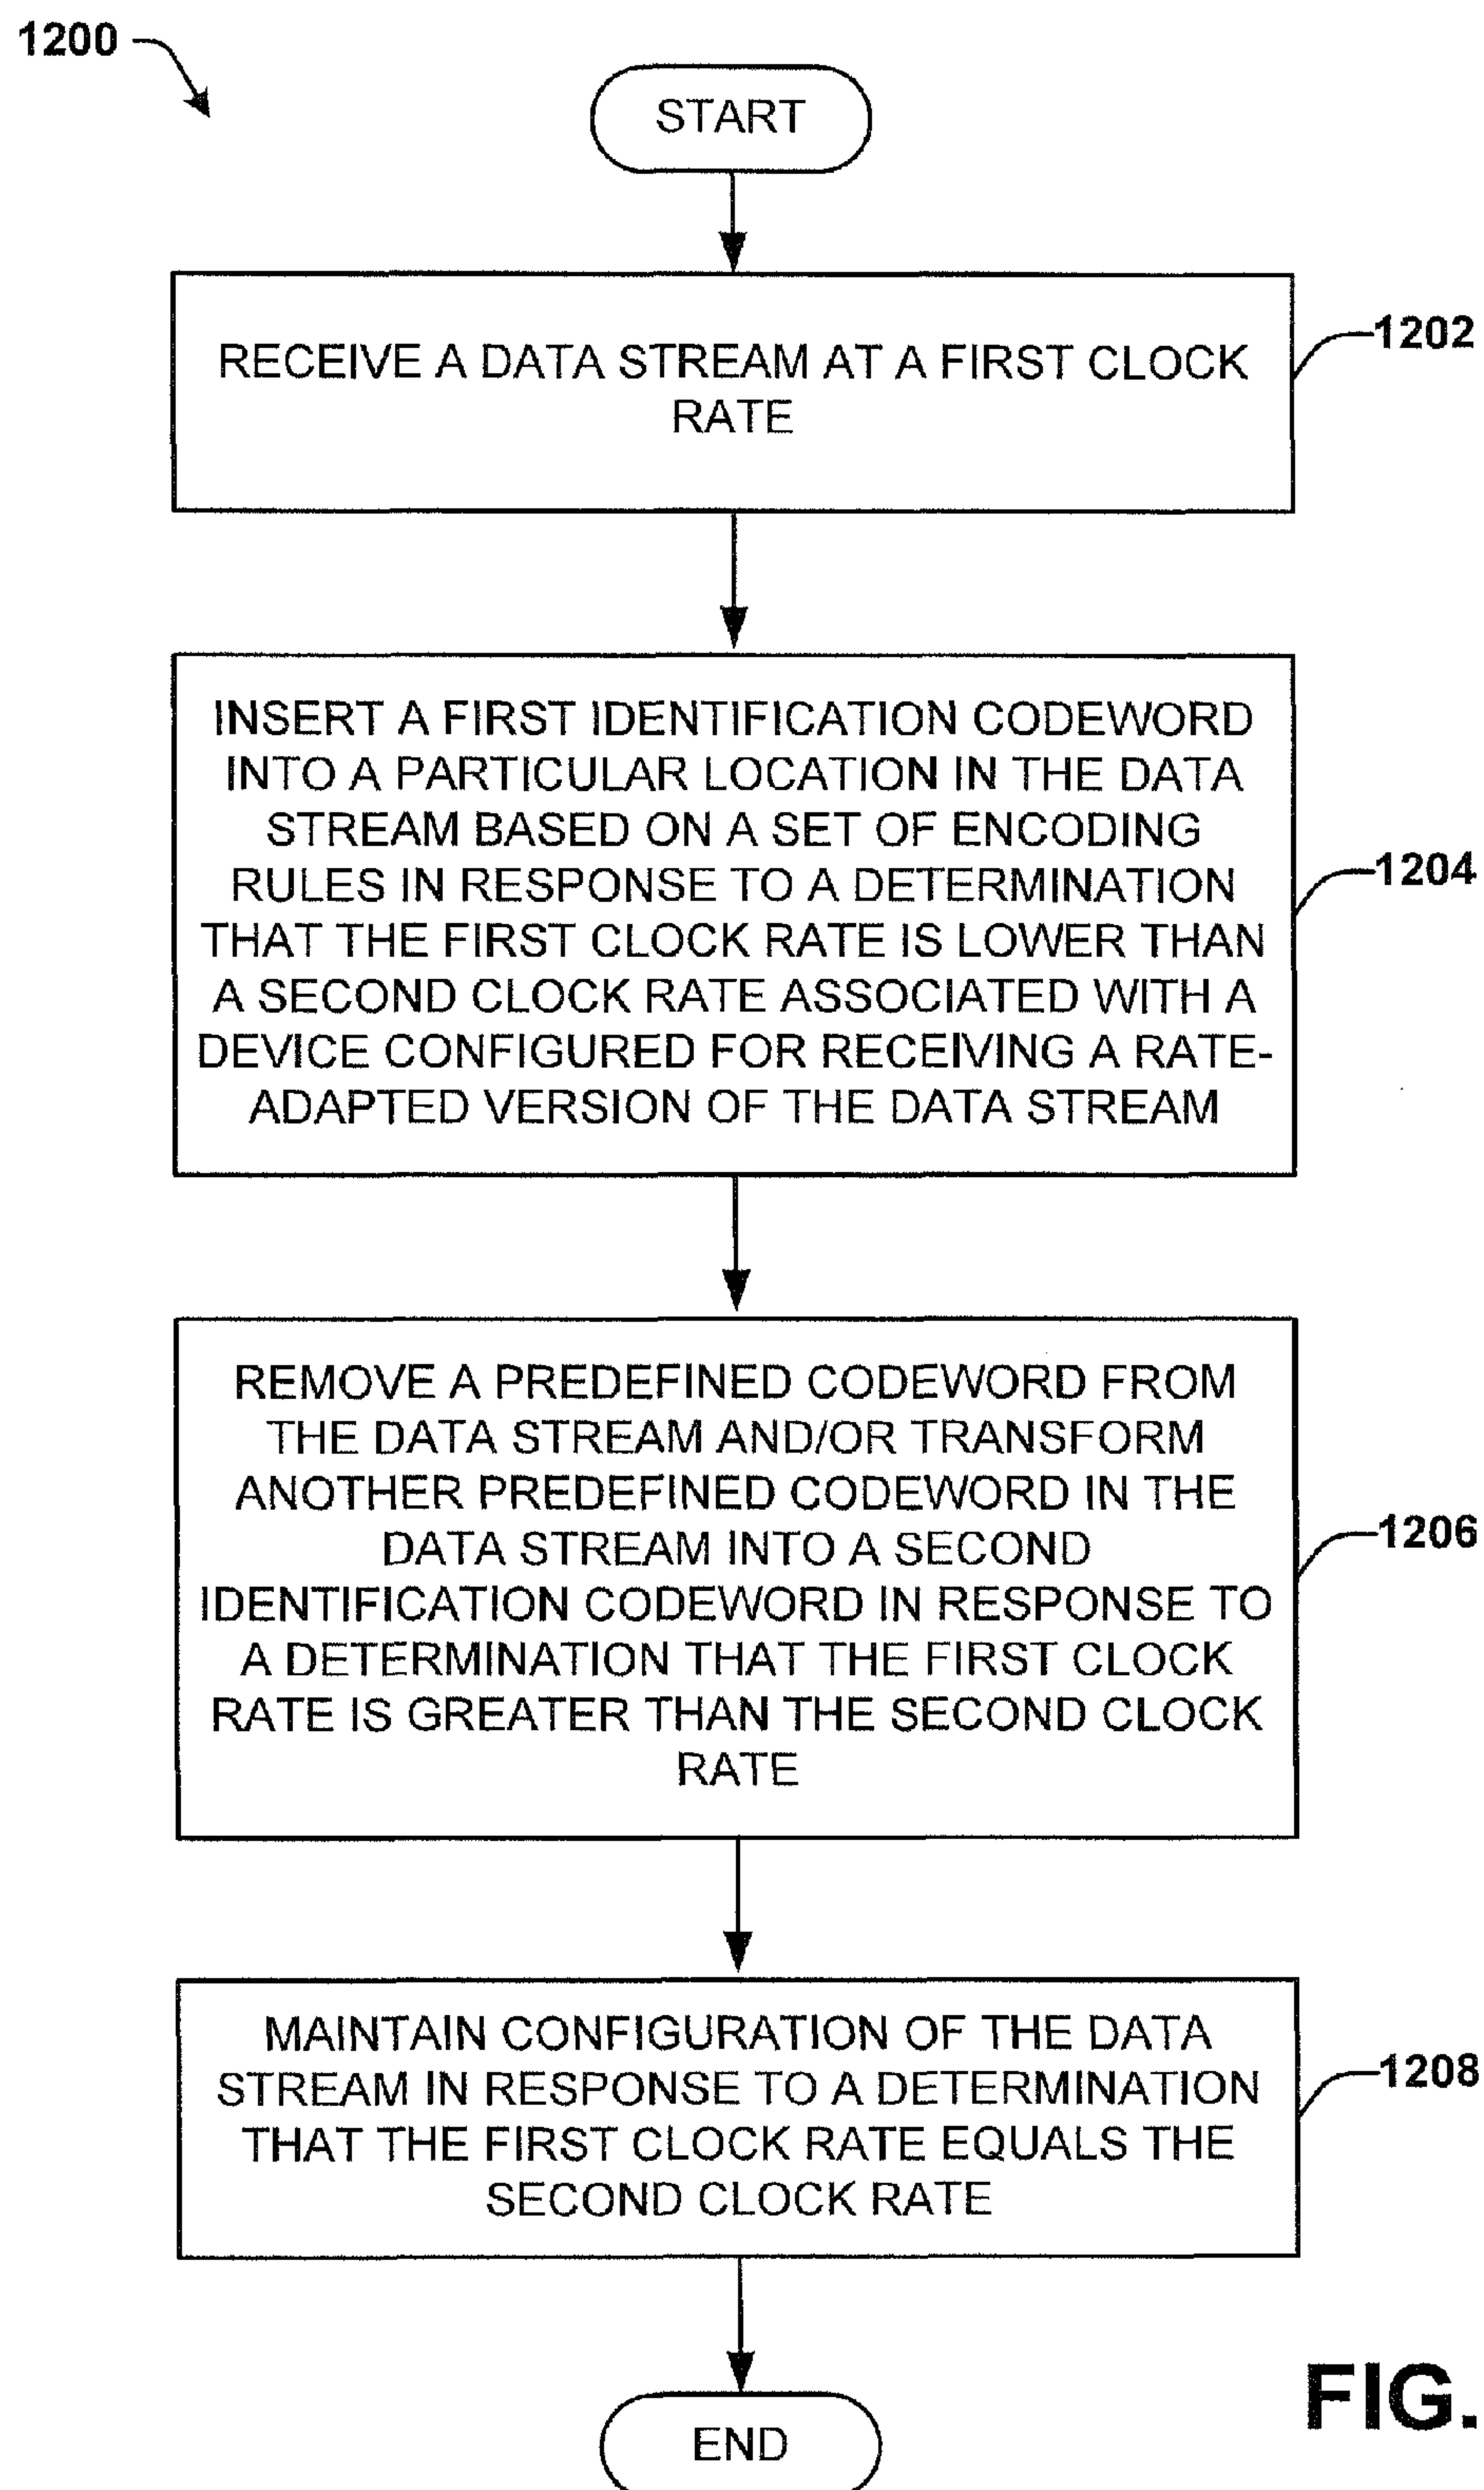 1200
START
RECEIVE A DATA STREAM AT A FIRST CLOCK
RATE
1202
INSERT A FIRST IDENTIFICATION CODEWORD
INTO A PARTICULAR LOCATION IN THE DATA
STREAM BASED ON A SET OF ENCODING
RULES IN RESPONSE TO A DETERMINATION
THAT THE FIRST CLOCK RATE IS LOWER THAN
A SECOND CLOCK RATE ASSOCIATED WITH A
DEVICE CONFIGURED FOR RECEIVING A RATE-
ADAPTED VERSION OF THE DATA STREAM
1204
REMOVE A PREDEFINED CODEWORD FROM
THE DATA STREAM AND/OR TRANSFORM
ANOTHER PREDEFINED CODEWORD IN THE
DATA STREAM INTO A SECOND
IDENTIFICATION CODEWORD IN RESPONSE TO
A DETERMINATION THAT THE FIRST CLOCK
RATE IS GREATER THAN THE SECOND CLOCK
RATE
1206
MAINTAIN CONFIGURATION OF THE DATA
STREAM IN RESPONSE TO A DETERMINATION
THAT THE FIRST CLOCK RATE EQUALS THE
SECOND CLOCK RATE
1208
END
FIG.